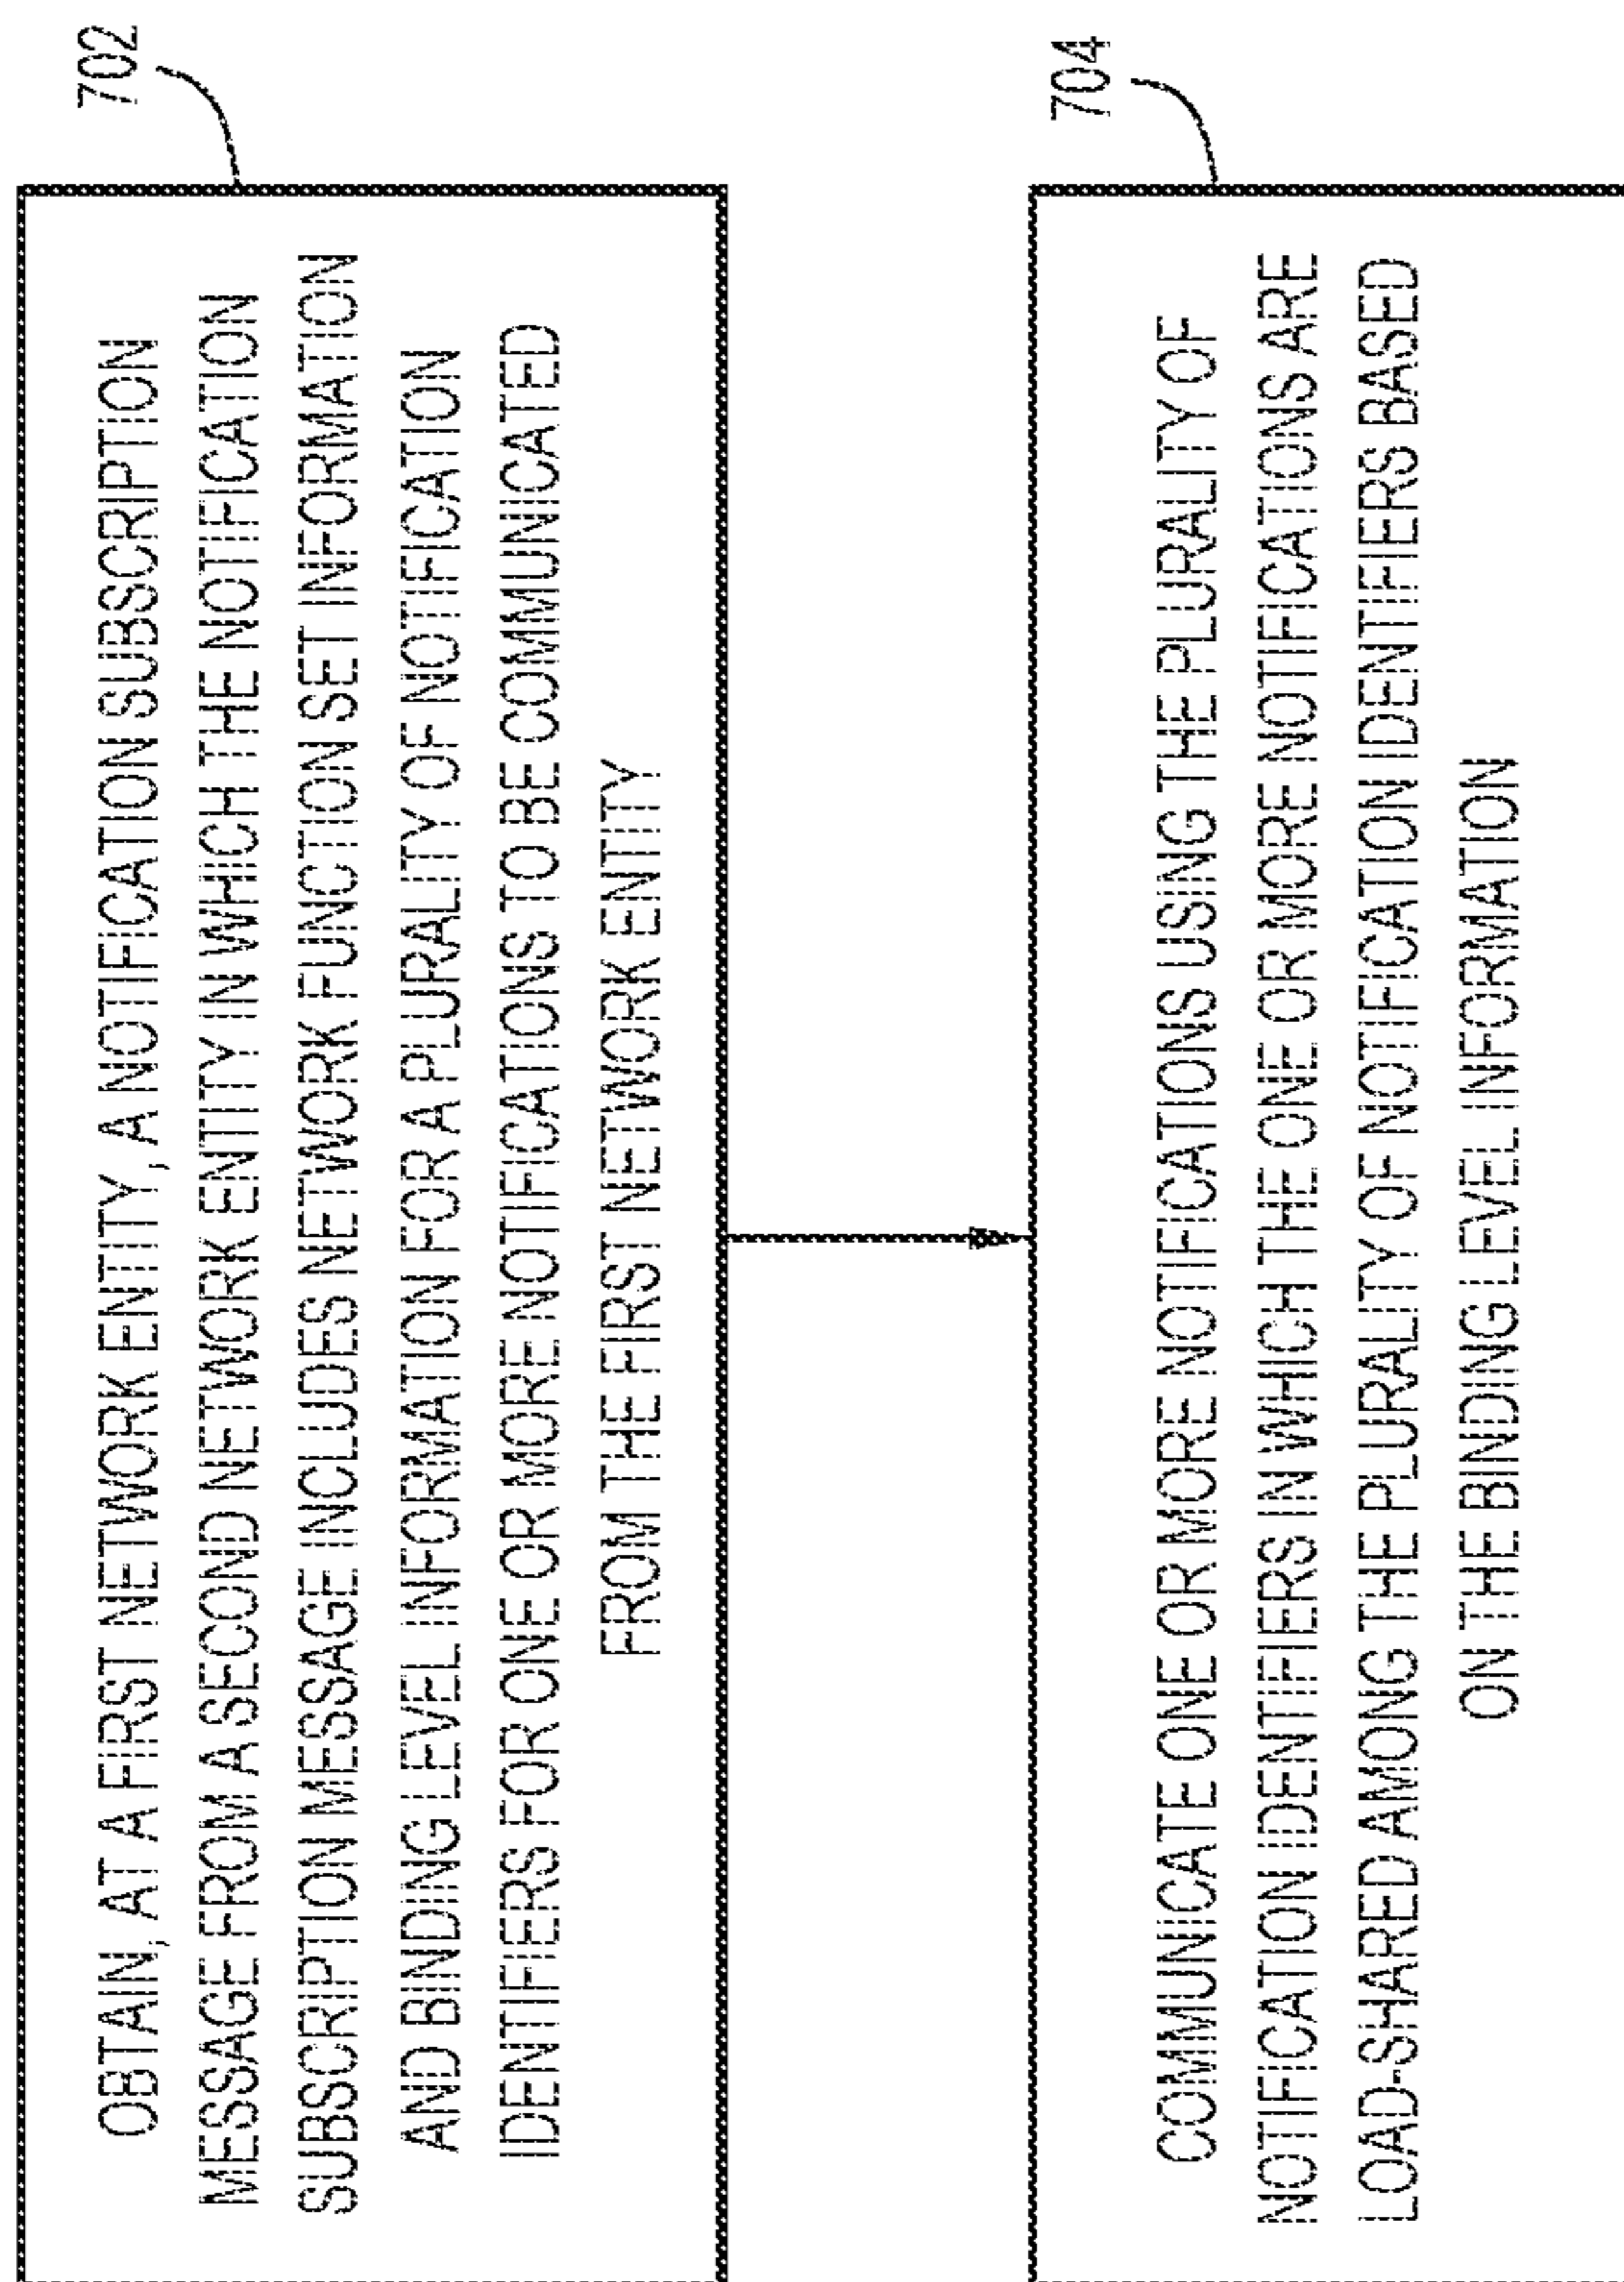 702
OBTAIN, AT A FIRST NETWORK ENTITY, A NOTIFICATION SUBSCRIPTION
MESSAGE FROM A SECOND NETWORK ENTITY IN WHICH THE NOTIFICATION
SUBSCRIPTION MESSAGE INCLUDES NETWORK FUNCTION SET INFORMATION
AND BINDING LEVEL INFORMATION FOR A PLURALITY OF NOTIFICATION
IDENTIFIERS FOR ONE OR MORE NOTIFICATIONS TO BE COMMUNICATED
FROM THE FIRST NETWORK ENTITY
704
COMMUNICATE ONE OR MORE NOTIFICATIONS USING THE PLURALITY OF
NOTIFICATION IDENTIFIERS IN WHICH THE ONE OR MORE NOTIFICATIONS ARE
LOAD-SHARED AMONG THE PLURALITY OF NOTIFICATION IDENTIFIERS BASED
ON THE BINDING LEVEL INFORMATION